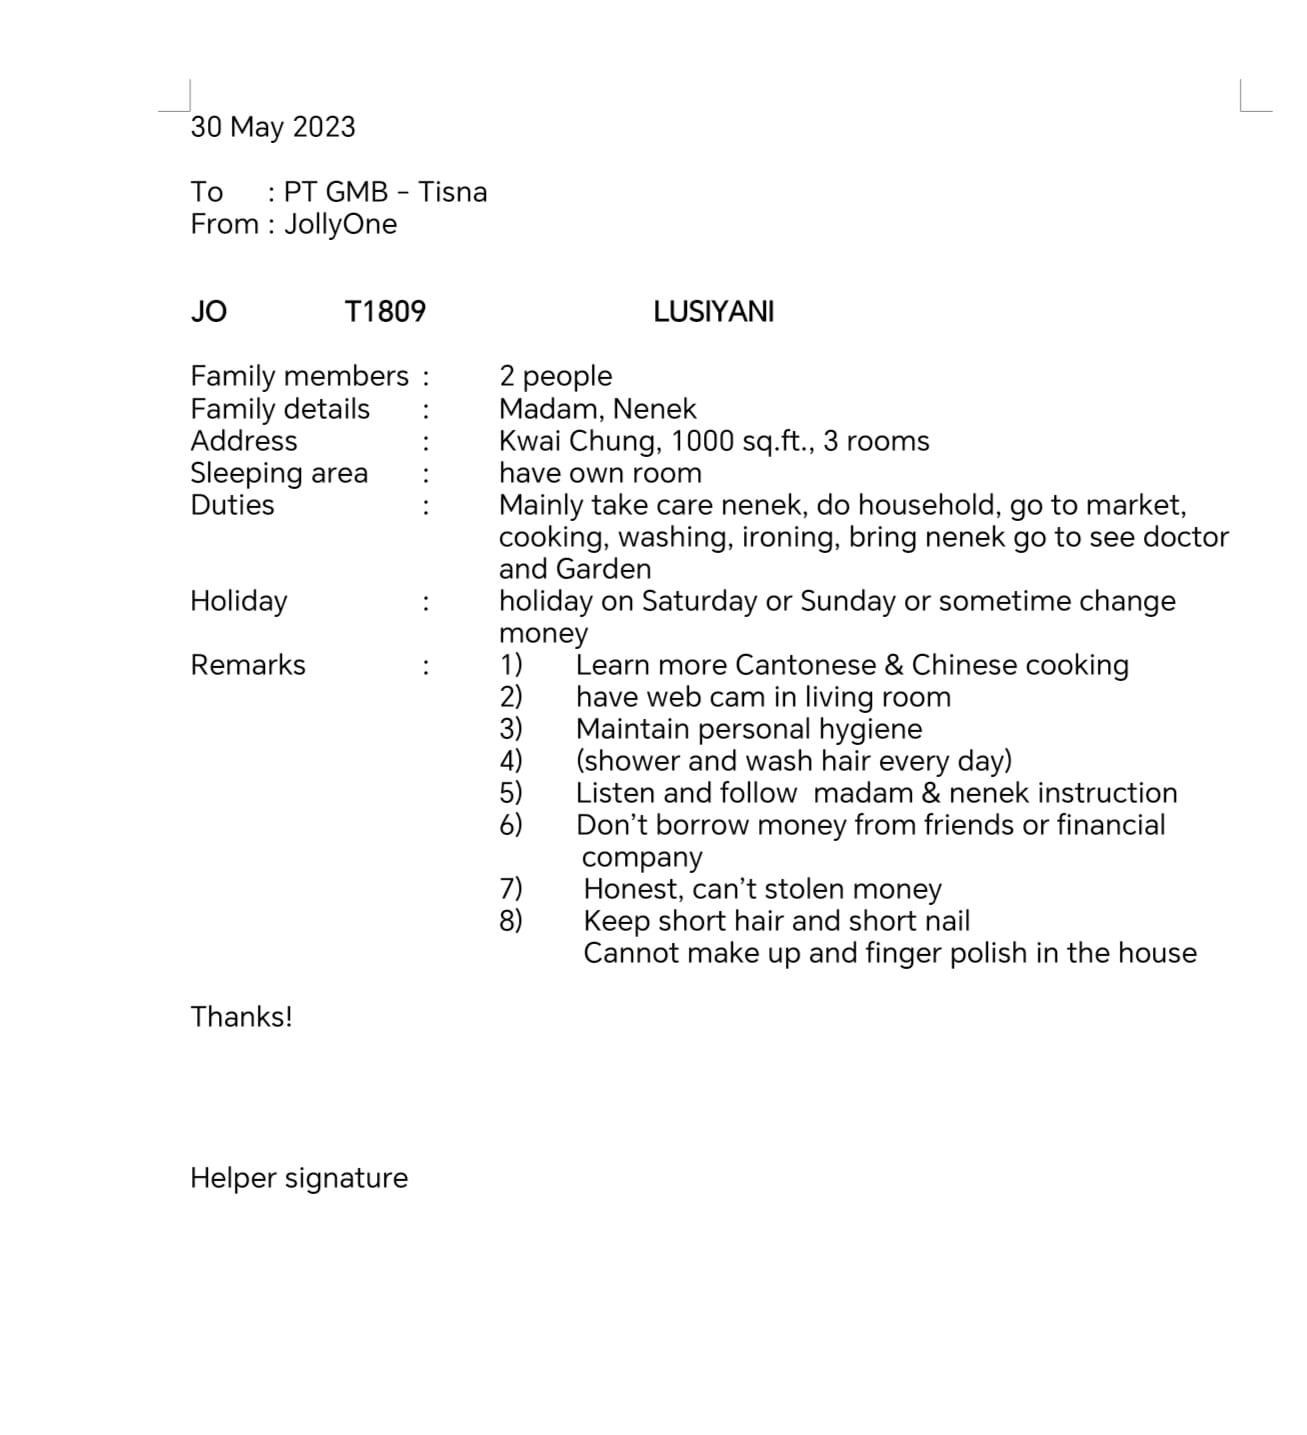 30 May 2023
To : PT GMB – Tisna
From : JollyOne
JO T1809 LUSIYANI
Family members : 2 people
Family details : Madam, Nenek
Address : Kwai Chung, 1000 sq.ft., 3 rooms
Sleeping area : have own room
Duties : Mainly take care nenek, do household, go to market,
cooking, washing, ironing, bring nenek go to see doctor
and Garden
Holiday : holiday on Saturday or Sunday or sometime change
money
Remarks : 1) Learn more Cantonese & Chinese cooking
2) have web cam in living room
3) Maintain personal hygiene
4) (shower and wash hair every day)
5) Listen and follow  madam & nenek instruction
6) Don’t borrow money from friends or financial
company
7) Honest, can’t stolen money
8) Keep short hair and short nail
Cannot make up and finger polish in the house
Thanks!
Helper signature